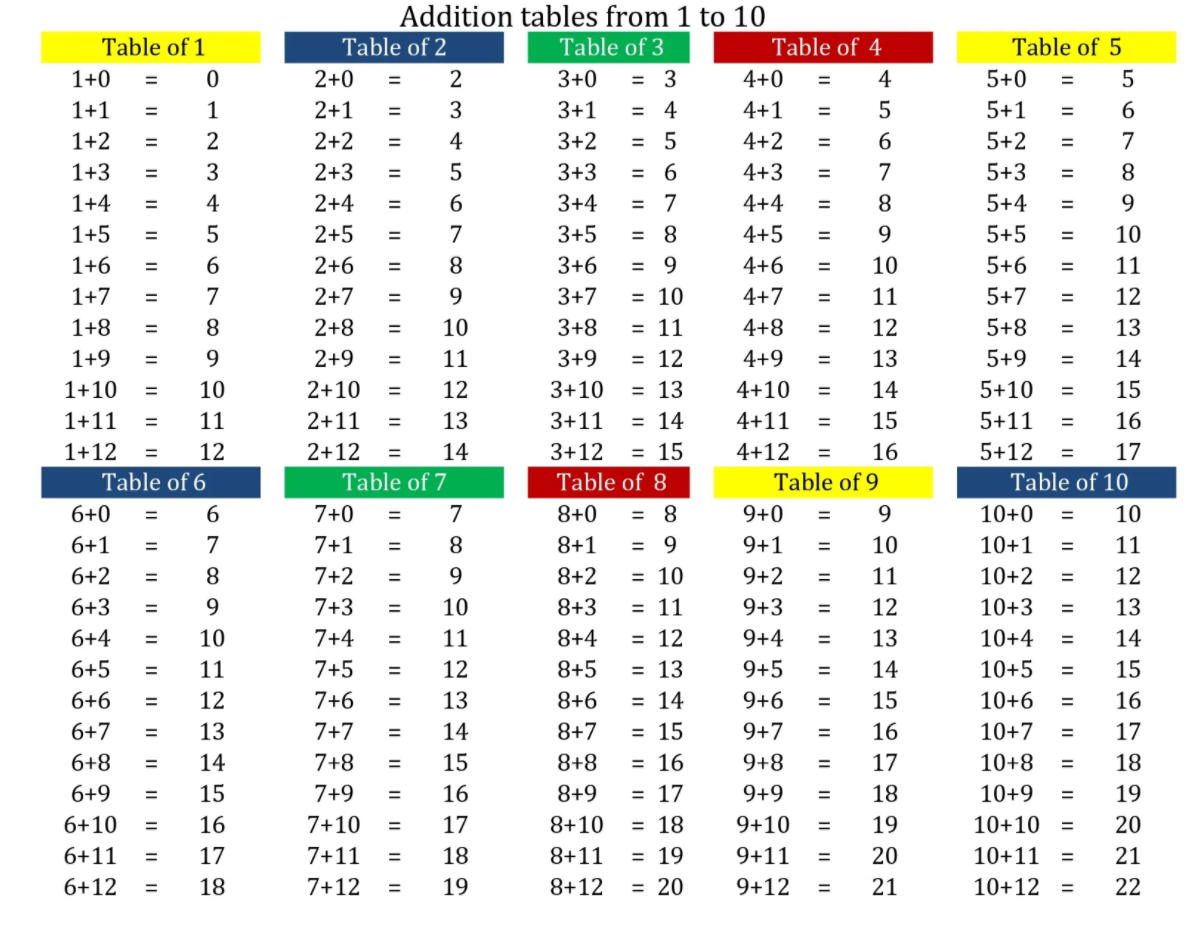 Addition tables from 1 to 10
Table of 1 Table of 2 Table of 3 Table of 4 Table of 5
1+0 = 0 2+0 = 2 3+0 = 3 4+0 = 4 5+0 = 5
1+1 = 1 2+1 = 3 3+1 = 4 4+1 = 5 5+1 = 6
1+2 = 2 2+2 = 4 3+2 = 5 4+2 = 6 5+2 = 7
1+3 = 3 2+3 = 5 3+3 = 6 4+3 = 7 5+3 = 8
1+4 = 4 2+4 = 6 3+4 = 7 4+4 = 8 5+4 = 9
1+5 = 5 2+5 = 7 3+5 = 8 4+5 = 9 5+5 = 10
1+6 = 6 2+6 = 8 3+6 = 9 4+6 = 10 5+6 = 11
1+7 = 7 2+7 = 9 3+7 = 10 4+7 = 11 5+7 = 12
1+8 = 8 2+8 = 10 3+8 = 11 4+8 = 12 5+8 = 13
1+9 = 9 2+9 = 11 3+9 = 12 4+9 = 13 5+9 = 14
1+10 = 10 2+10 = 12 3+10 = 13 4+10 = 14 5+10 = 15
1+11 = 11 2+11 = 13 3+11 = 14 4+11 = 15 5+11 = 16
1+12 = 12 2+12 = 14 3+12 = 15 4+12 = 16 5+12 = 17
Table of 6 Table of 7 Table of 8 Table of 9 Table of 10
6+0 = 6 7+0 = 7 8+0 = 8 9+0 = 9 10+0 = 10
6+1 = 7 7+1 = 8 8+1 = 9 9+1 = 10 10+1 = 11
6+2 = 8 7+2 = 9 8+2 = 10 9+2 = 11 10+2 = 12
6+3 = 9 7+3 = 10 8+3 = 11 9+3 = 12 10+3 = 13
6+4 = 10 7+4 = 11 8+4 = 12 9+4 = 13 10+4 = 14
6+5 = 11 7+5 = 12 8+5 = 13 9+5 = 14 10+5 = 15
6+6 = 12 7+6 = 13 8+6 = 14 9+6 = 15 10+6 = 16
6+7 = 13 7+7 = 14 8+7 = 15 9+7 = 16 10+7 = 17
6+8 = 14 7+8 = 15 8+8 = 16 9+8 = 17 10+8 = 18
6+9 = 15 7+9 = 16 8+9 = 17 9+9 = 18 10+9 = 19
6+10 = 16 7+10 = 17 8+10 = 18 9+10 = 19 10+10 = 20
6+11 = 17 7+11 = 18 8+11 = 19 9+11 = 20 10+11 = 21
6+12 = 18 7+12 = 19 8+12 = 20 9+12 = 21 10+12 = 22